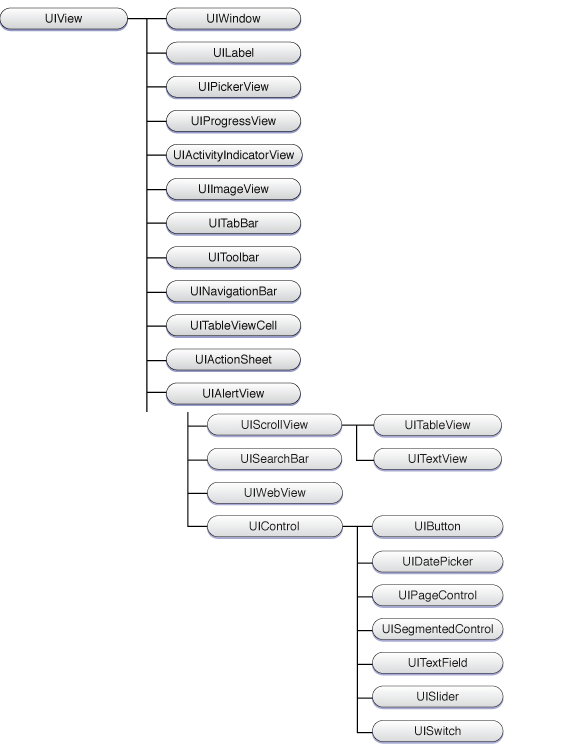 UIView
UIWindow
UILabel
UIPickerView
UIProgressView
UIActivityIndicatorView
UIImageView
UITabBar
UIToolbar
UINavigationBar
UITableViewCell
UIActionSheet
UIAlertView
UIScrollView
UITableView
UISearchBar
UITextView
UIWebView
UIControl
UIButton
UIDatePicker
UIPageControl
UISegmentedControl
UITextField
UISlider
UISwitch